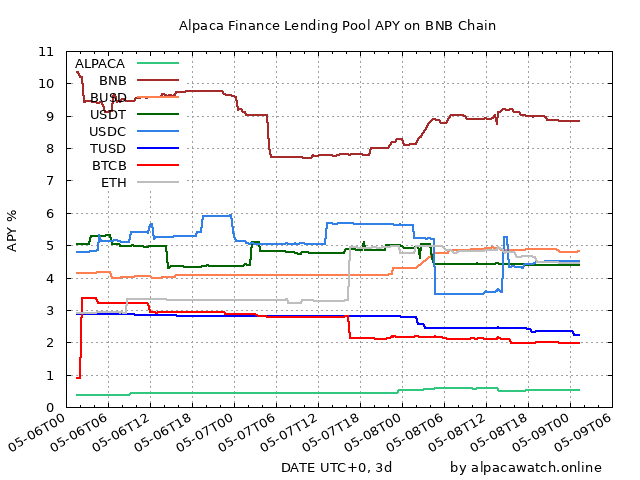 Alpaca Finance Lending Pool APY on BNB Chain
APY %
11
10
9
8
7
6
5
4
3
2
1
0
ALPACA
BNB
BUSD
USDT
USDC
TUSD
BTCB
ETH
05-06T00
05-06T06
05-06T12
05-06T18
05-07T00
05-07T06
05-07T12
05-07T18
05-08T00
05-08T06
05-08T12
05-08T18
05-09T00
05-09T06
DATE UTC+0, 3d
by alpacawatch.online